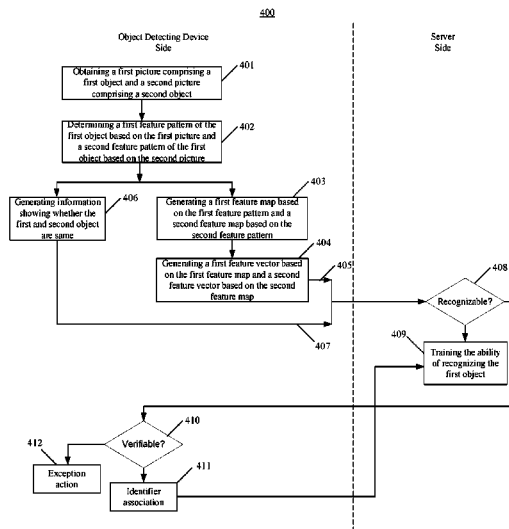 400
Object Detecting Device
Side
Server
Side
Obtaining a first picture comprising a
first object and a second picture
comprising a second object
401
Determining a first feature pattern of the
first object based on the first picture and
a second feature pattern of the
first object based on the second picture
402
Generating information
showing whether the
first and second object
are same
406
Generating a first feature map based
on the first feature pattern and a
second feature map based on the
second feature pattern
403
404
Generating a first feature vector based
on the first feature map and a second
feature vector based on the second
feature map
405
407
Recognizable?
408
409
Training the ability
of recognizing the
first object
Verifiable?
410
412
Exception
action
411
Identifier
association